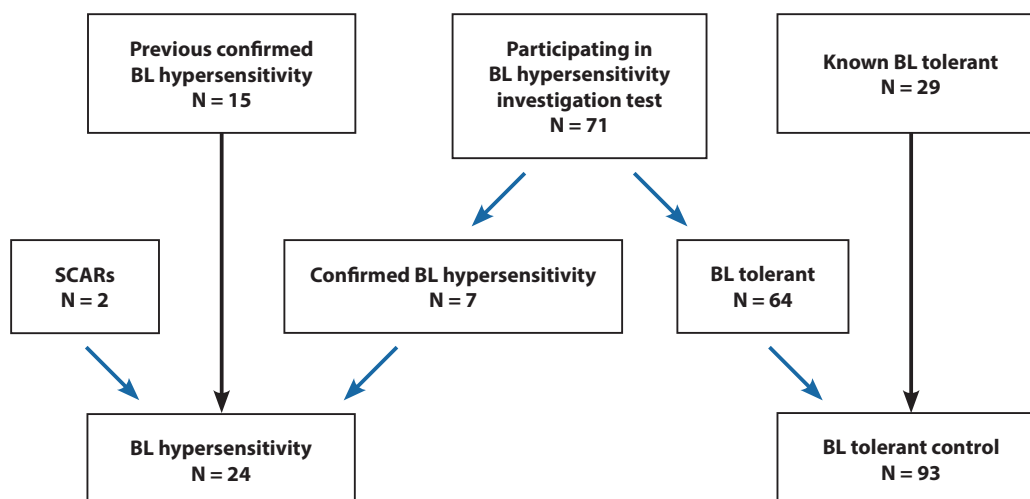 Previous confirmed
BL hypersensitivity
N = 15
Participating in
BL hypersensitivity
investigation test
N = 71
Known BL tolerant
N = 29
SCARs
N = 2
Confirmed BL hypersensitivity
N = 7
BL tolerant
N = 64
BL hypersensitivity
N = 24
BL tolerant control
N = 93